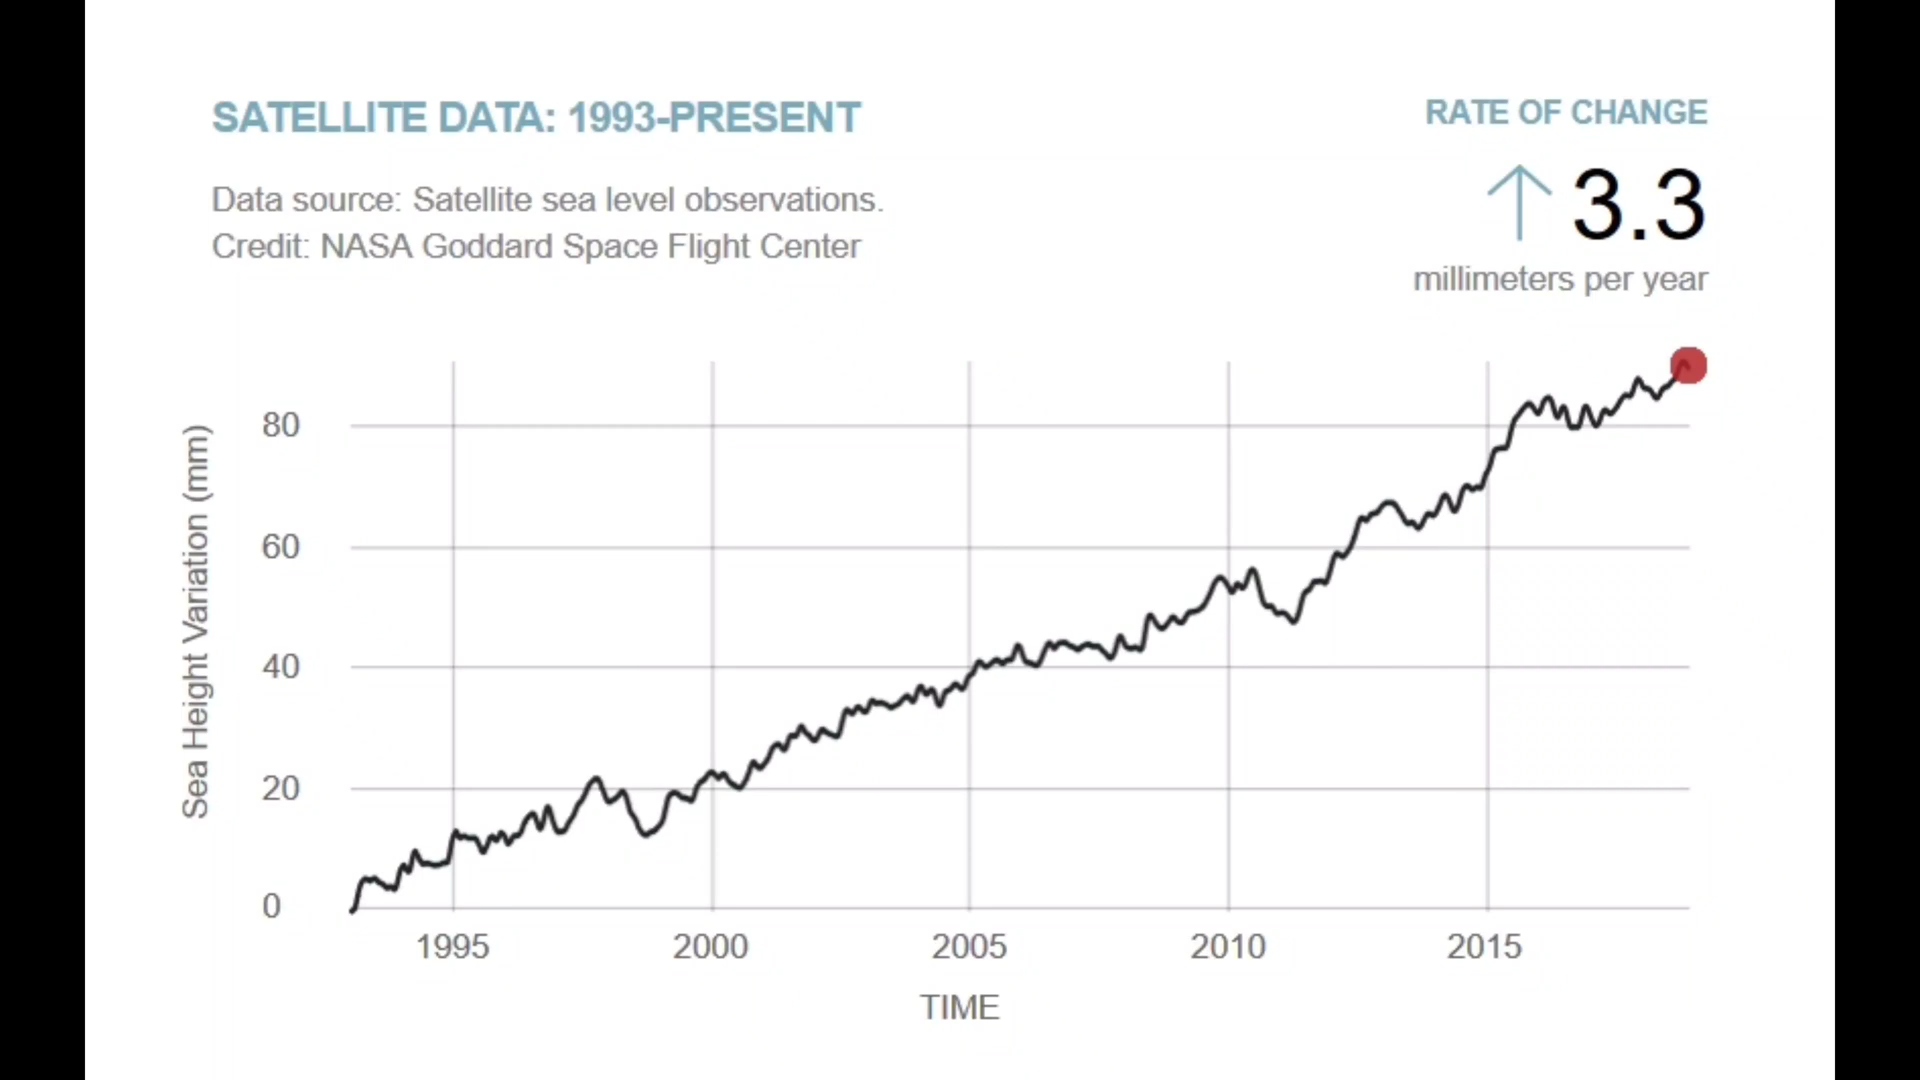 SATELLITE DATA: 1993-PRESENT
RATE OF CHANGE
Data source: Satellite sea level observations.
Credit: NASA Goddard Space Flight Center
↑ 3.3
millimeters per year
Sea Height Variation (mm)
80
60
40
20
0
1995 2000 2005 2010 2015
TIME